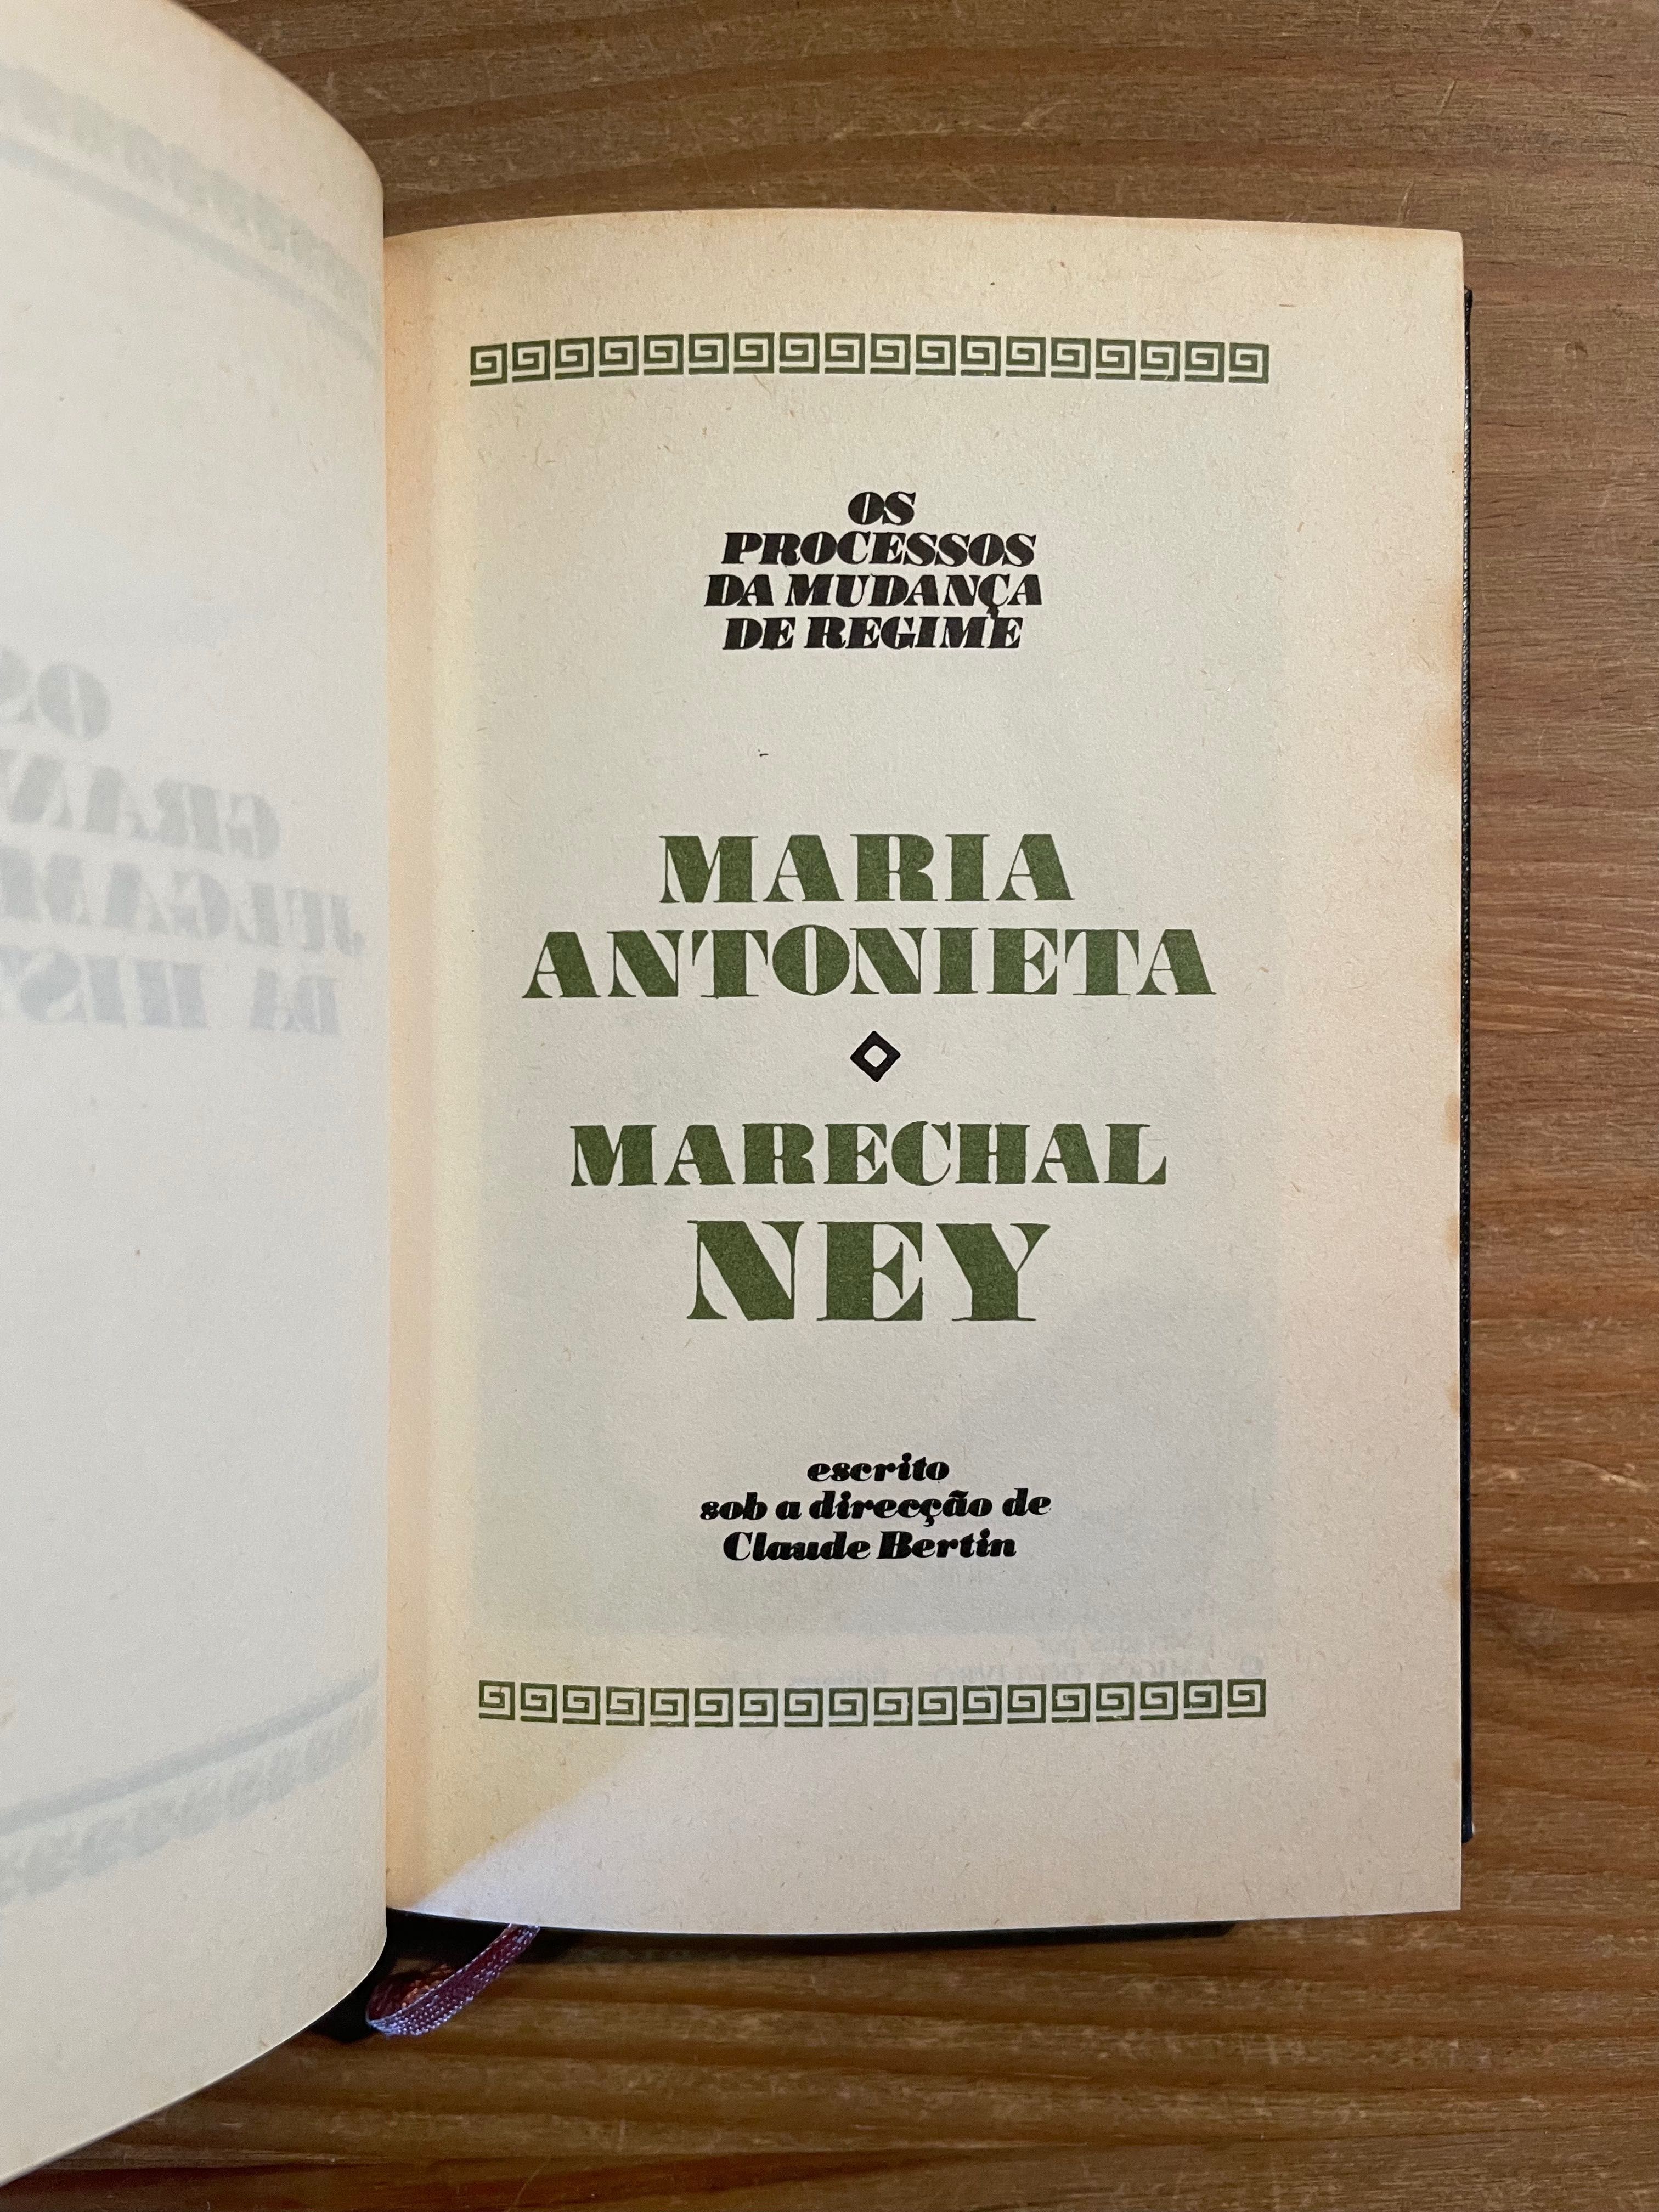 OS
PROCESSOS
DA MUDANÇA
DE REGIME
MARIA
ANTONIETA
MARECHAL
NEY
escrito
sob a direcção de
Claude Bertin